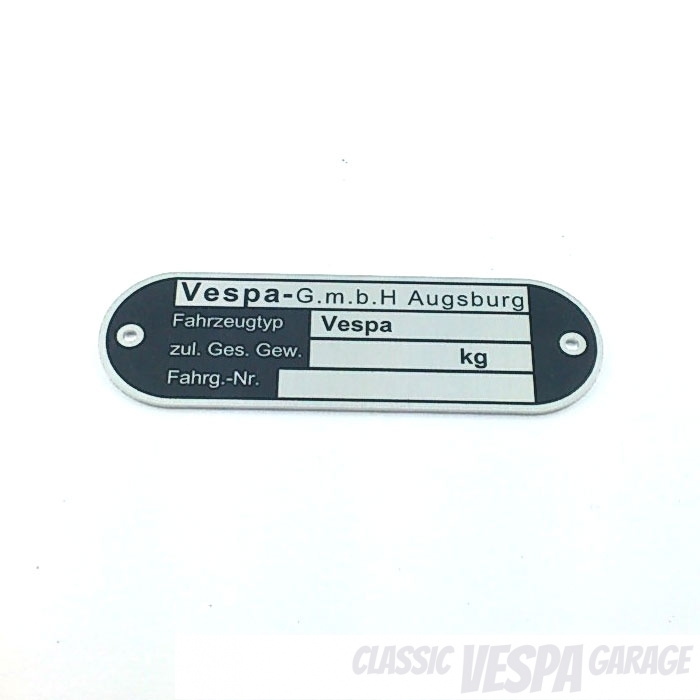 Vespa-G.m.b.H Augsburg
Fahrzeugtyp Vespa
zul. Ges. Gew. kg
Fahrg.-Nr.
CLASSIC VESPA GARAGE